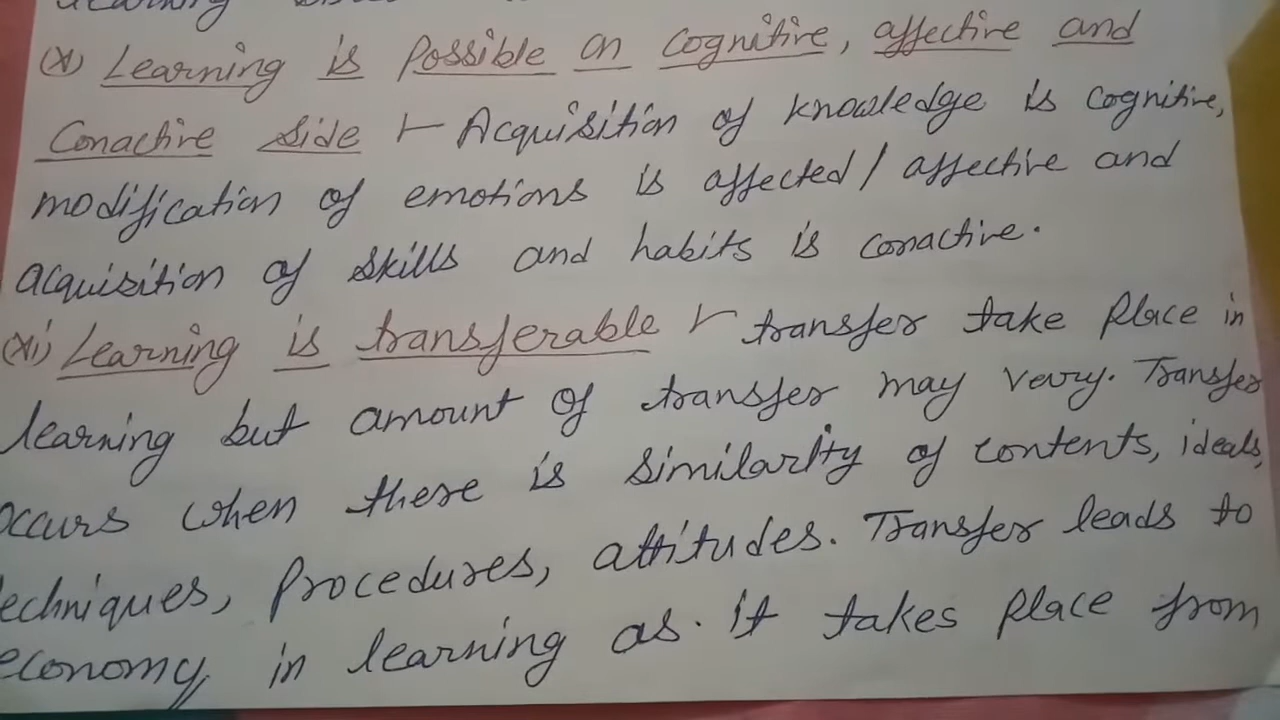 learning
(x) Learning is Possible on Cognitive, affective and
Conactive side :- Acquisition of knowledge is cognitive,
modification of emotions is affected/ affective and
acquisition of skills and habits is conactive.
(xi) Learning is transferable :- transfer take place in
learning but amount of transfer may very. Transfer
occurs when there is similarity of contents, ideals,
techniques, Procedures, attitudes. Transfer leads to
economy in learning as. it takes place from